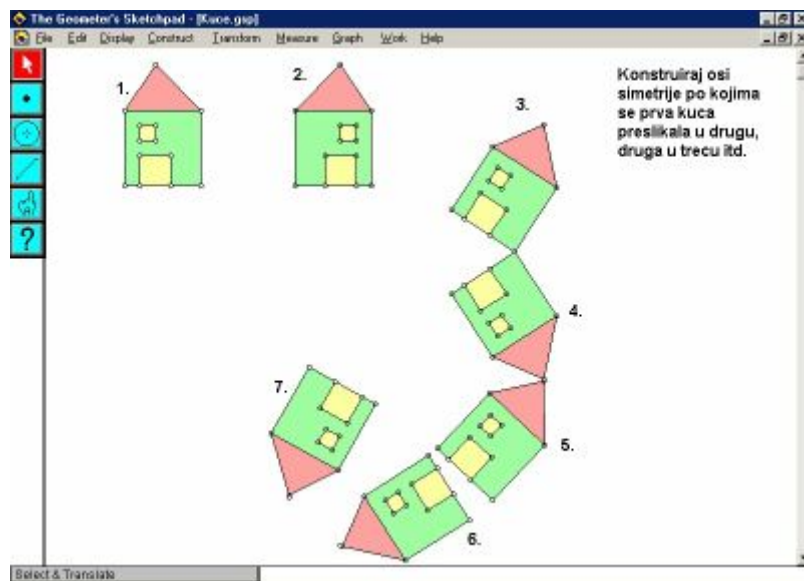 The Geometer's Sketchpad - [Kuce.gsp]
File Edit Display Construct Transform Measure Graph Work Help
1.
2.
3.
Konstruiraj osi
simetrije po kojima
se prva kuca
preslikala u drugu,
druga u trecu itd.
?
4.
7.
5.
6.
Select & Translate